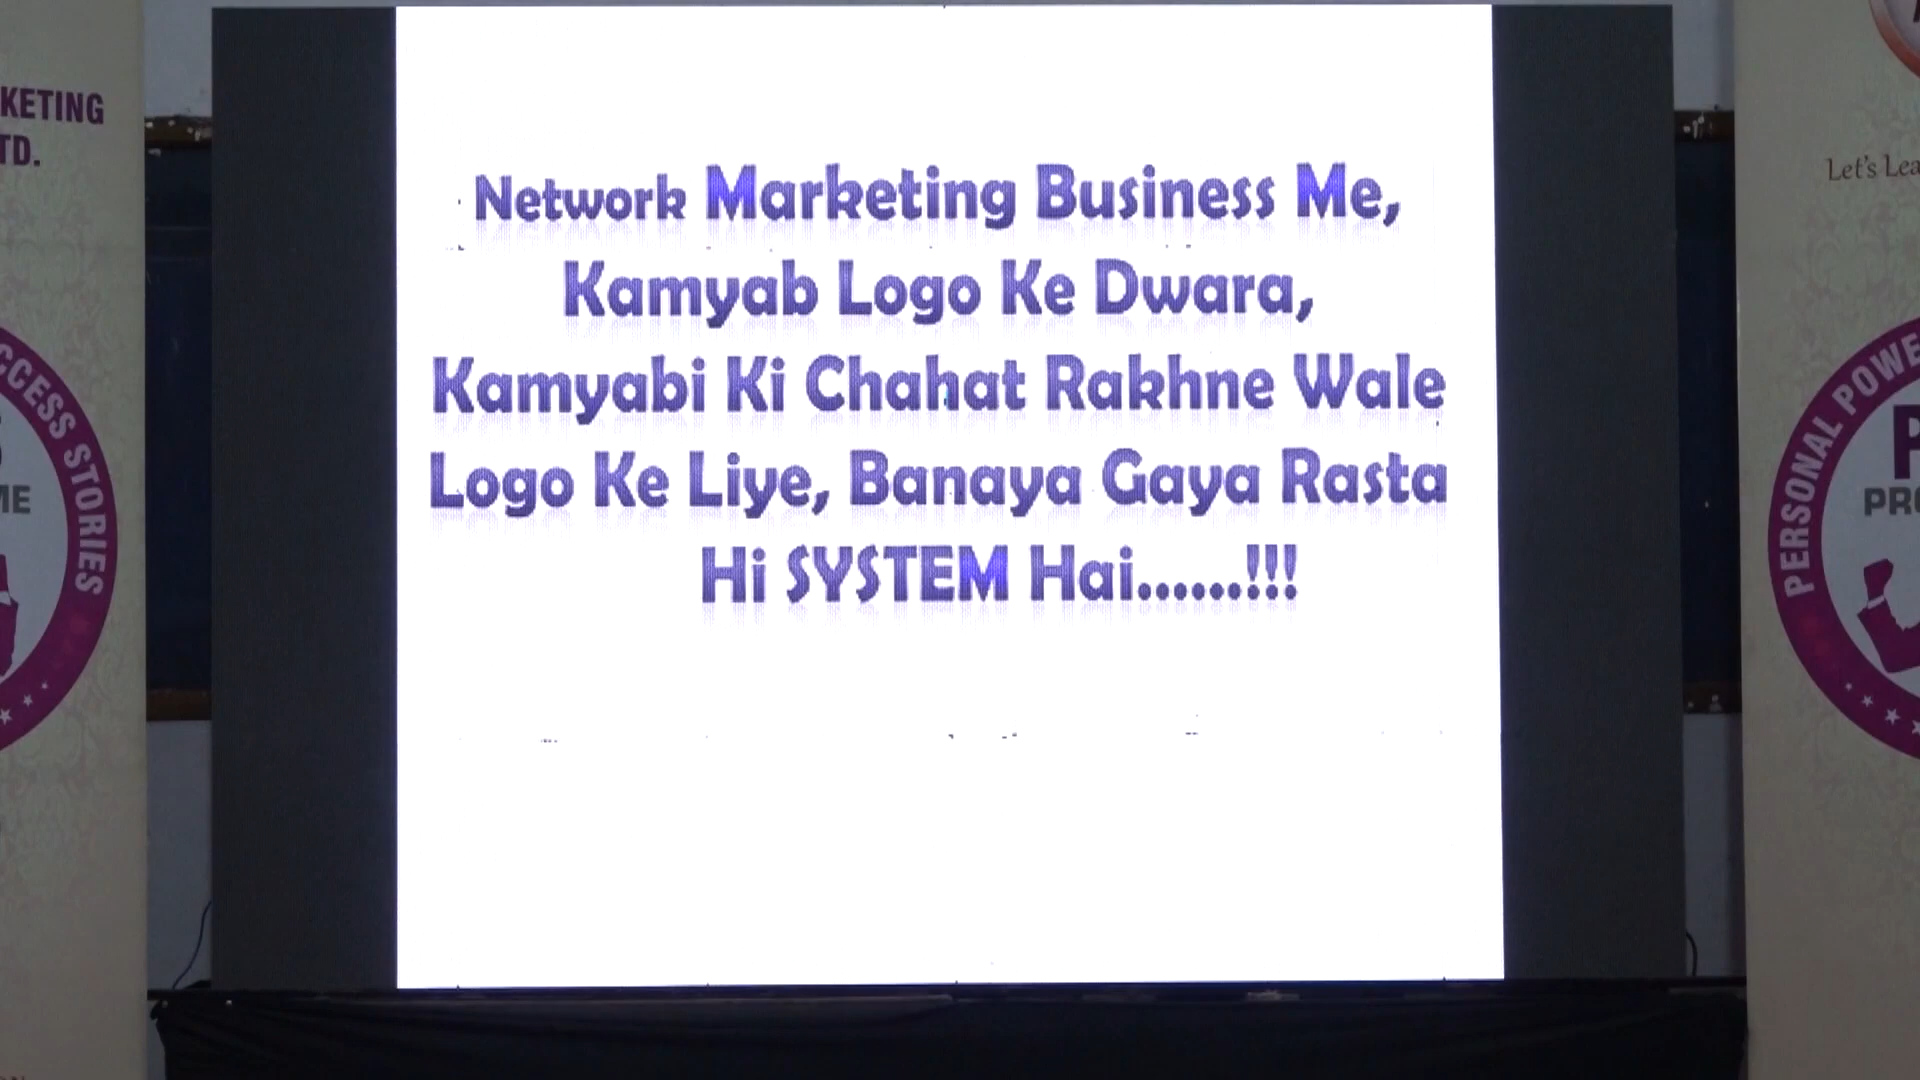 Network Marketing Business Me,
Kamyab Logo Ke Dwara,
Kamyabi Ki Chahat Rakhne Wale
Logo Ke Liye, Banaya Gaya Rasta
Hi SYSTEM Hai......!!!
KETING
TD.
CCESS STORIES
ME
Let's Lea
PERSONAL POWE
P
PRO